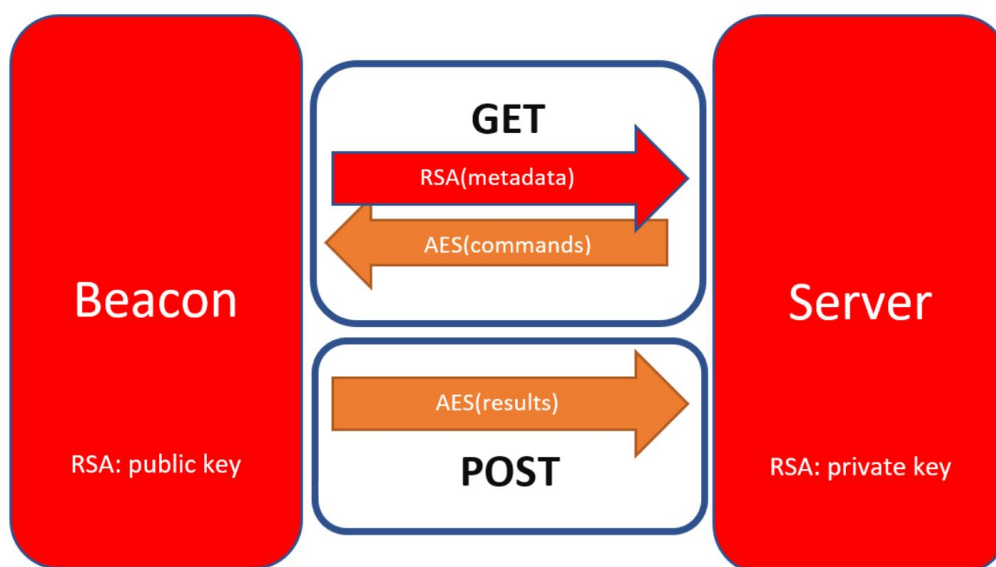 GET
RSA(metadata)
AES(commands)
Beacon
Server
AES(results)
RSA: public key
POST
RSA: private key